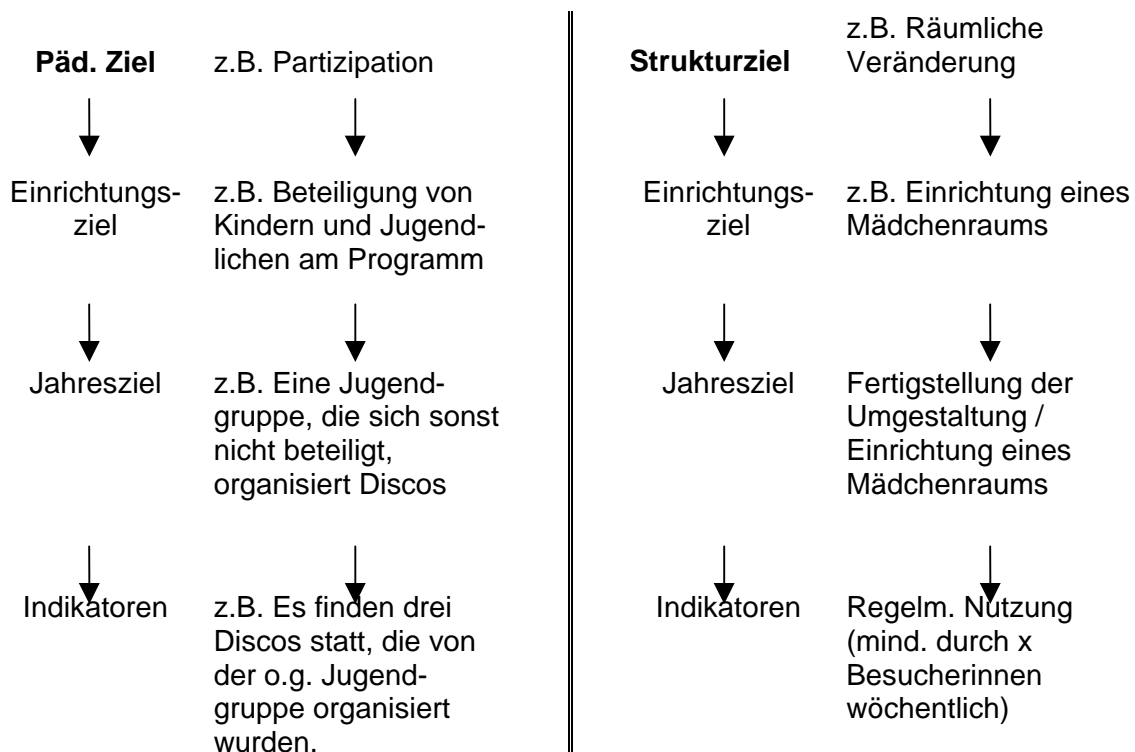 Päd. Ziel
z.B. Partizipation
Einrichtungs-
ziel
z.B. Beteiligung von
Kindern und Jugend-
lichen am Programm
Jahresziel
z.B. Eine Jugend-
gruppe, die sich sonst
nicht beteiligt,
organisiert Discos
Indikatoren
z.B. Es finden drei
Discos statt, die von
der o.g. Jugend-
gruppe organisiert
wurden.
Strukturziel
z.B. Räumliche
Veränderung
Einrichtungs-
ziel
z.B. Einrichtung eines
Mädchenraums
Jahresziel
Fertigstellung der
Umgestaltung /
Einrichtung eines
Mädchenraums
Indikatoren
Regelm. Nutzung
(mind. durch x
Besucherinnen
wöchentlich)